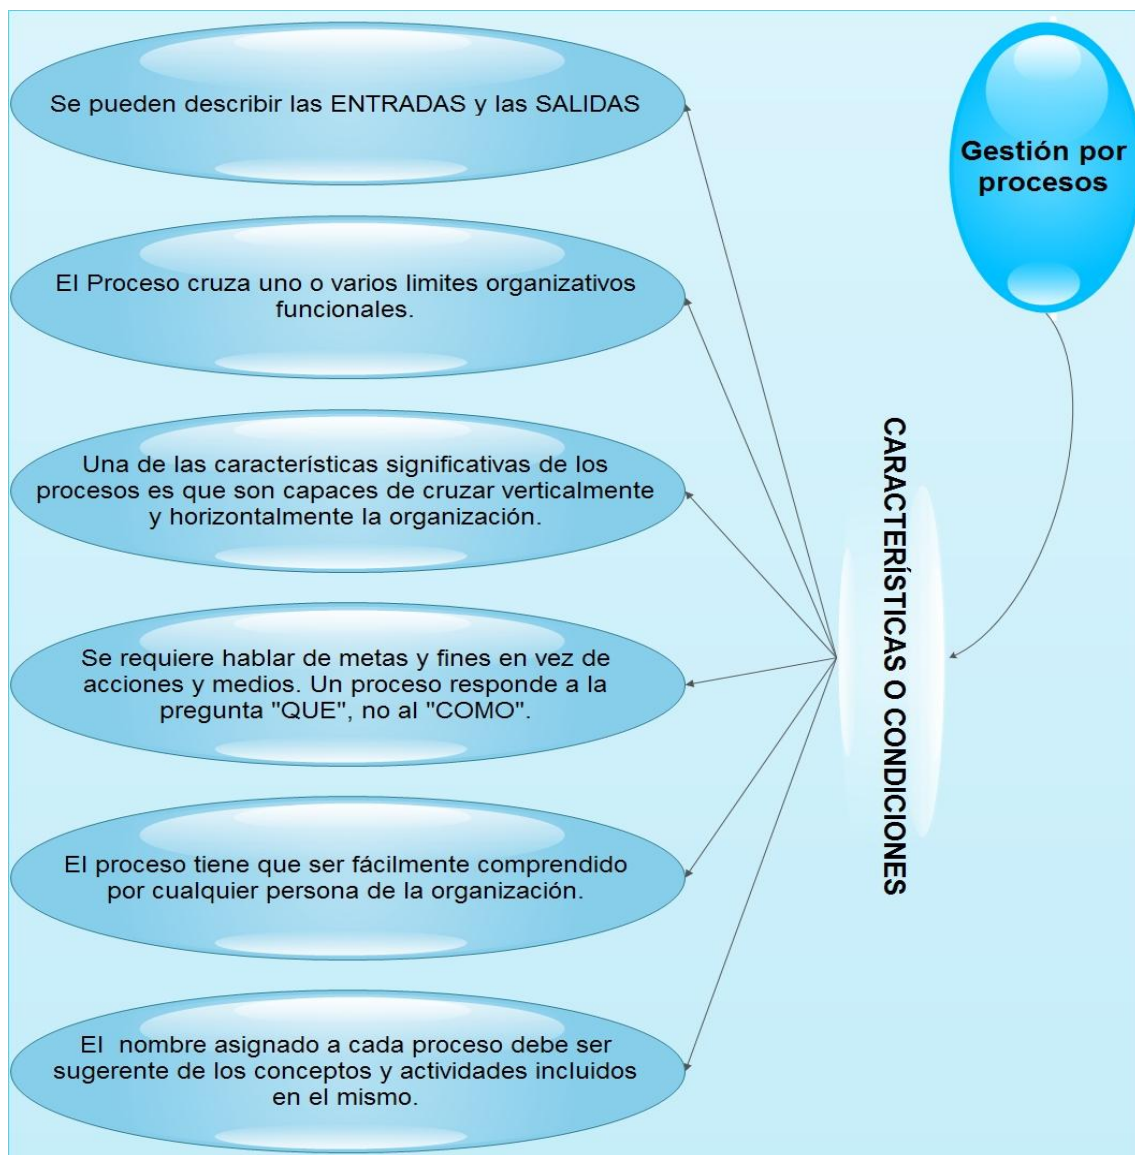 Gestión por
procesos
CARACTERÍSTICAS O CONDICIONES
Se pueden describir las ENTRADAS y las SALIDAS
El Proceso cruza uno o varios limites organizativos
funcionales.
Una de las características significativas de los
procesos es que son capaces de cruzar verticalmente
y horizontalmente la organización.
Se requiere hablar de metas y fines en vez de
acciones y medios. Un proceso responde a la
pregunta "QUE", no al "COMO".
El proceso tiene que ser fácilmente comprendido
por cualquier persona de la organización.
El  nombre asignado a cada proceso debe ser
sugerente de los conceptos y actividades incluidos
en el mismo.